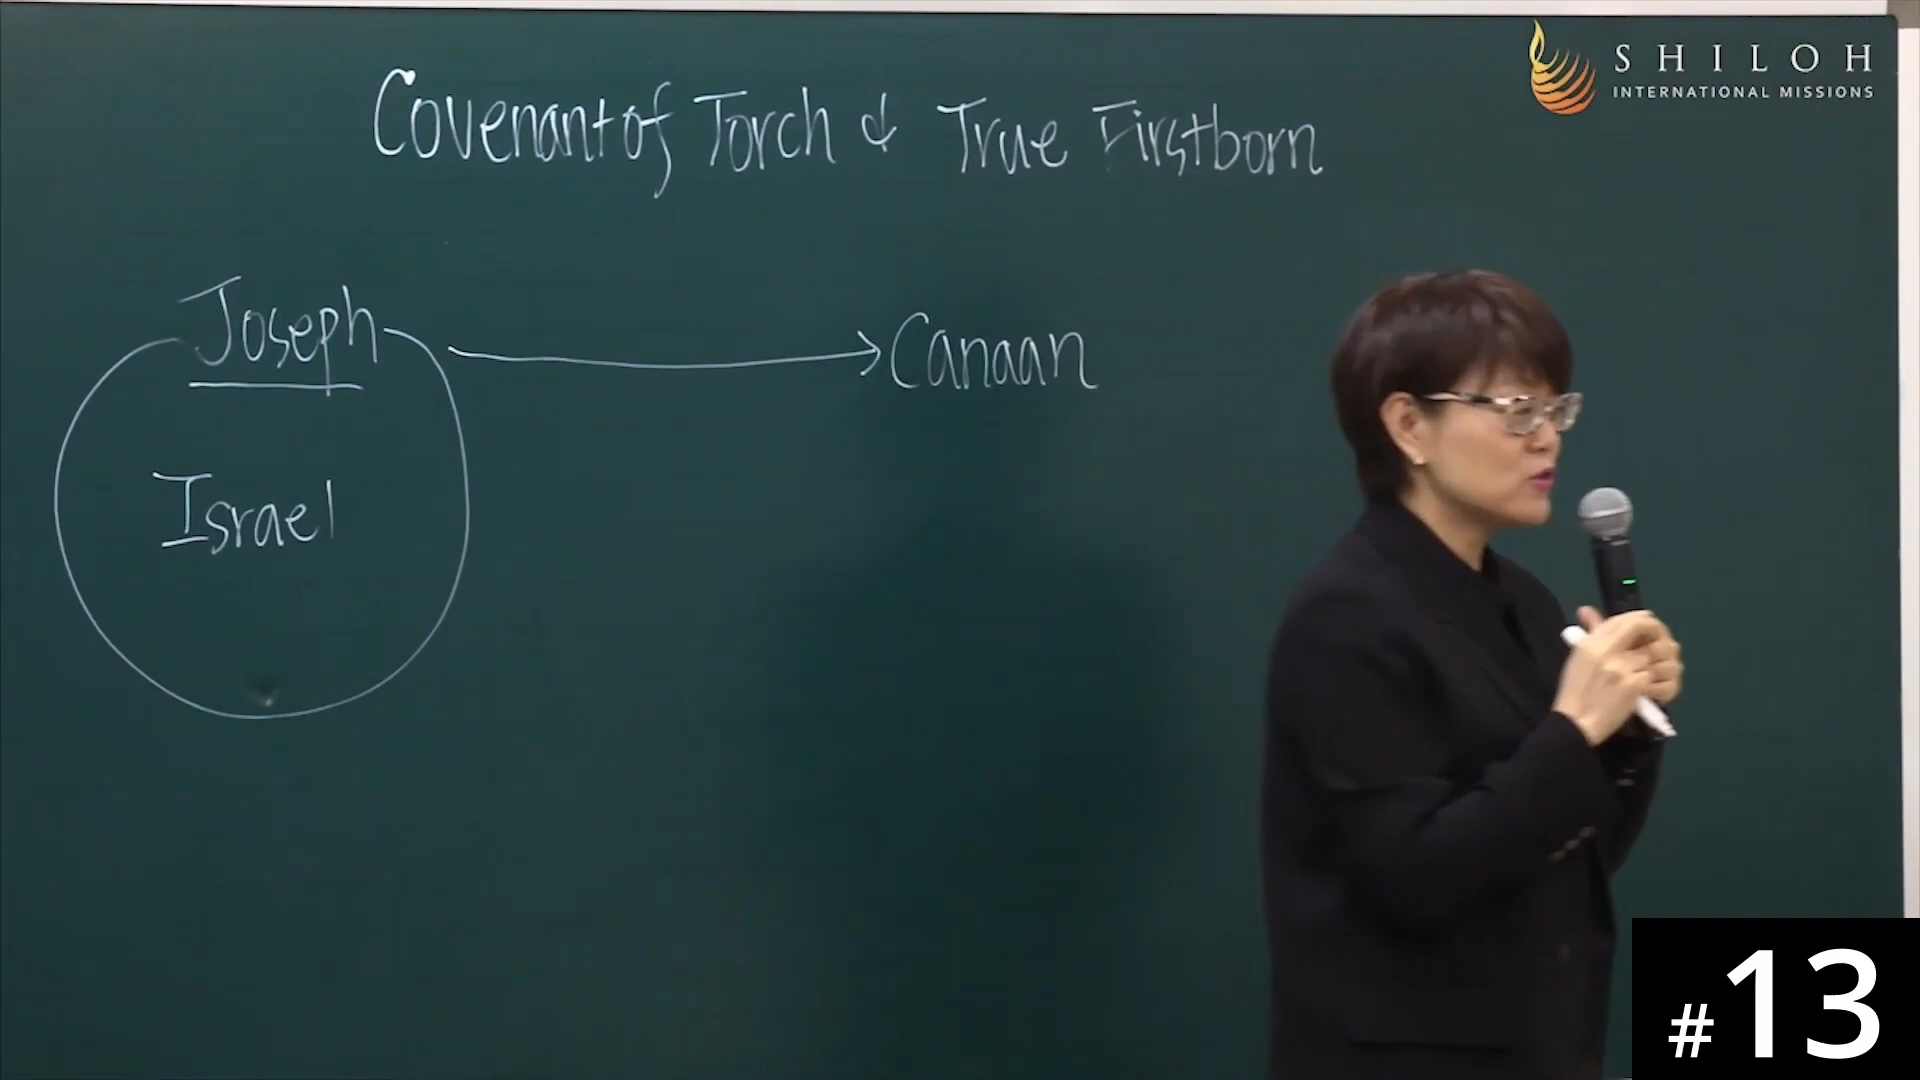 SHILOH
INTERNATIONAL MISSIONS
Covenant of Torch & True Firstborn
Joseph
Canaan
Israel
#13